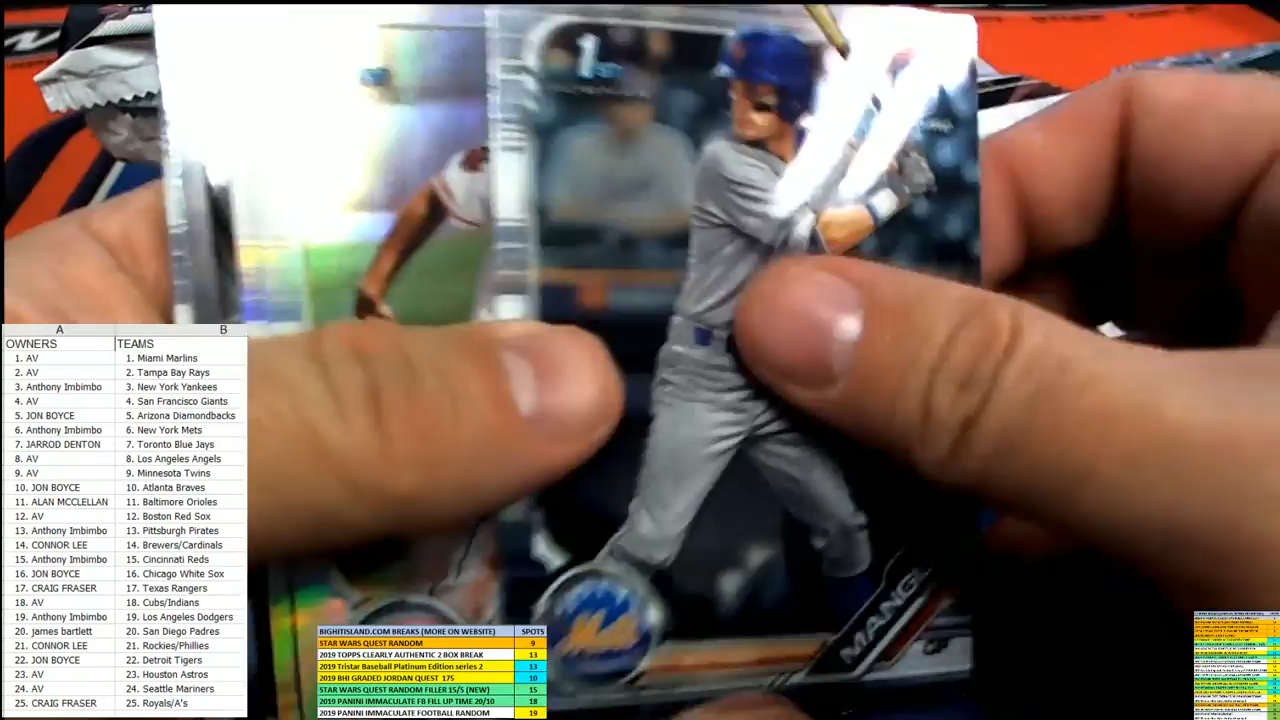 1st
MANGU
A B
OWNERS TEAMS
1. AV 1. Miami Marlins
2. AV 2. Tampa Bay Rays
3. Anthony Imbimbo 3. New York Yankees
4. AV 4. San Francisco Giants
5. JON BOYCE 5. Arizona Diamondbacks
6. Anthony Imbimbo 6. New York Mets
7. JARROD DENTON 7. Toronto Blue Jays
8. AV 8. Los Angeles Angels
9. AV 9. Minnesota Twins
10. JON BOYCE 10. Atlanta Braves
11. ALAN MCCLELLAN 11. Baltimore Orioles
12. AV 12. Boston Red Sox
13. Anthony Imbimbo 13. Pittsburgh Pirates
14. CONNOR LEE 14. Brewers/Cardinals
15. Anthony Imbimbo 15. Cincinnati Reds
16. JON BOYCE 16. Chicago White Sox
17. CRAIG FRASER 17. Texas Rangers
18. AV 18. Cubs/Indians
19. Anthony Imbimbo 19. Los Angeles Dodgers
20. james bartlett 20. San Diego Padres
21. CONNOR LEE 21. Rockies/Phillies
22. JON BOYCE 22. Detroit Tigers
23. AV 23. Houston Astros
24. AV 24. Seattle Mariners
25. CRAIG FRASER 25. Royals/A's
BIGHITISLAND.COM BREAKS (MORE ON WEBSITE) SPOTS
STAR WARS QUEST RANDOM 9
2019 TOPPS CLEARLY AUTHENTIC 2 BOX BREAK 13
2019 Tristar Baseball Platinum Edition series 2 13
2019 BHI GRADED JORDAN QUEST 175 10
STAR WARS QUEST RANDOM FILLER 15/5 (NEW) 15
2019 PANINI IMMACULATE FB FILL UP TIME 20/10 18
2019 PANINI IMMACULATE FOOTBALL RANDOM 19